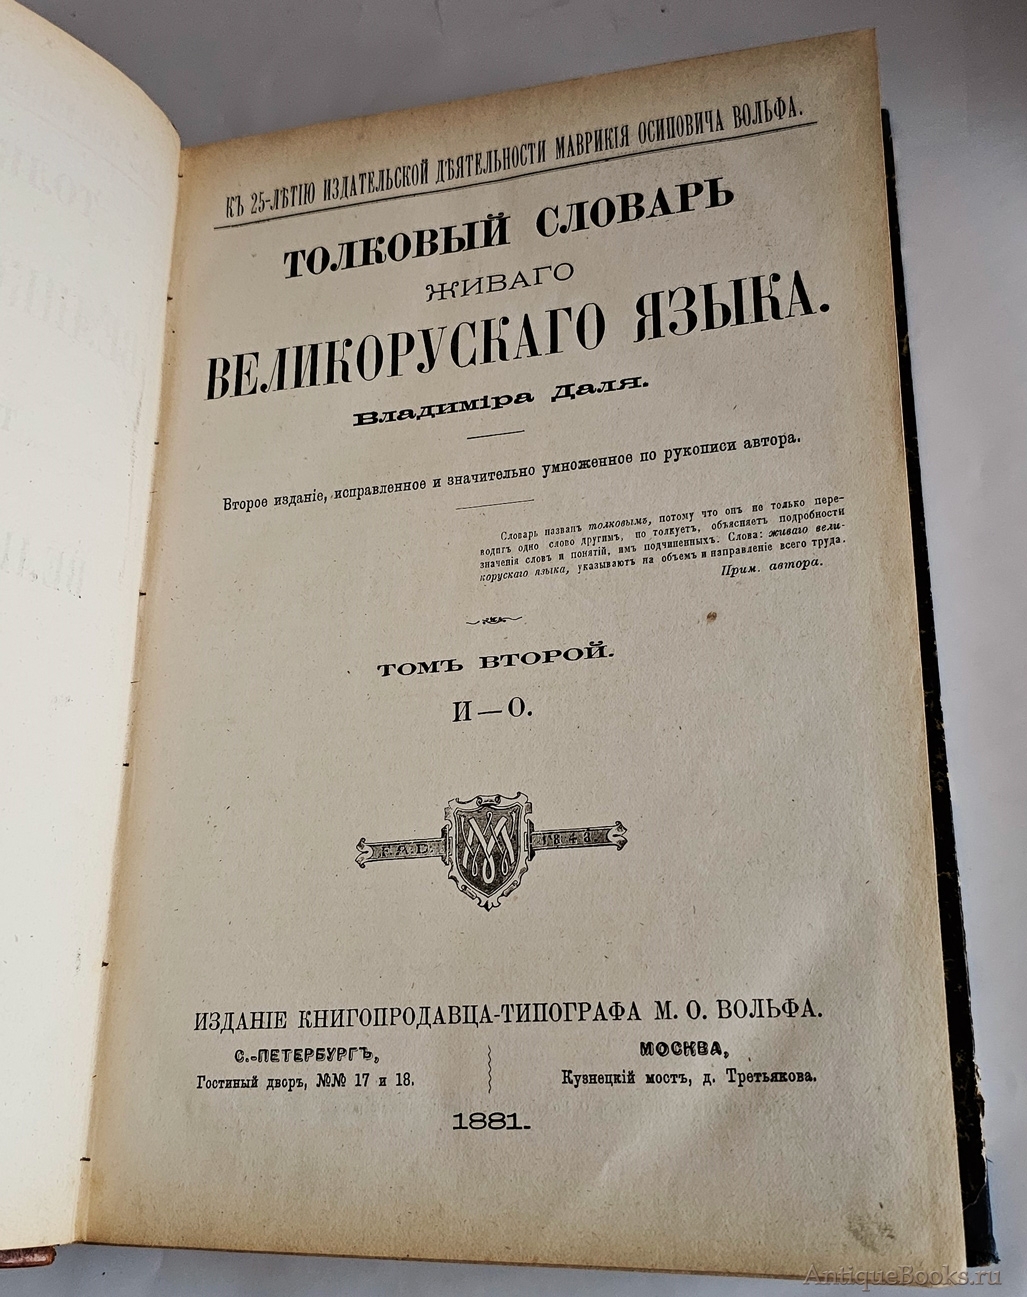 КЪ 25-ЛѢТІЮ ИЗДАТЕЛЬСКОЙ ДѢЯТЕЛЬНОСТИ МАВРИКІЯ ОСИПОВИЧА ВОЛЬФА.
ТОЛКОВЫЙ СЛОВАРЬ
ЖИВАГО
ВЕЛИКОРУСКАГО ЯЗЫКА.
Владиміра Даля.
Второе изданіе, исправленное и значительно умноженное по рукописи автора.
Словарь названъ толковымъ, потому что онъ не только пере-
водитъ одно слово другимъ, но толкуетъ, объясняетъ подробности
значенія словъ и понятій, имъ подчиненныхъ. Слова: живаго вели-
корускаго языка, указываютъ на объемъ и направленіе всего труда.
Прим. автора.
ТОМЪ ВТОРОЙ.
И—О.
1843
ИЗДАНІЕ КНИГОПРОДАВЦА-ТИПОГРАФА М. О. ВОЛЬФА.
С.-ПЕТЕРБУРГЪ,
Гостиный дворъ, №№ 17 и 18.
МОСКВА,
Кузнецкій мостъ, д. Третьякова.
1881.
AntiqueBooks.ru